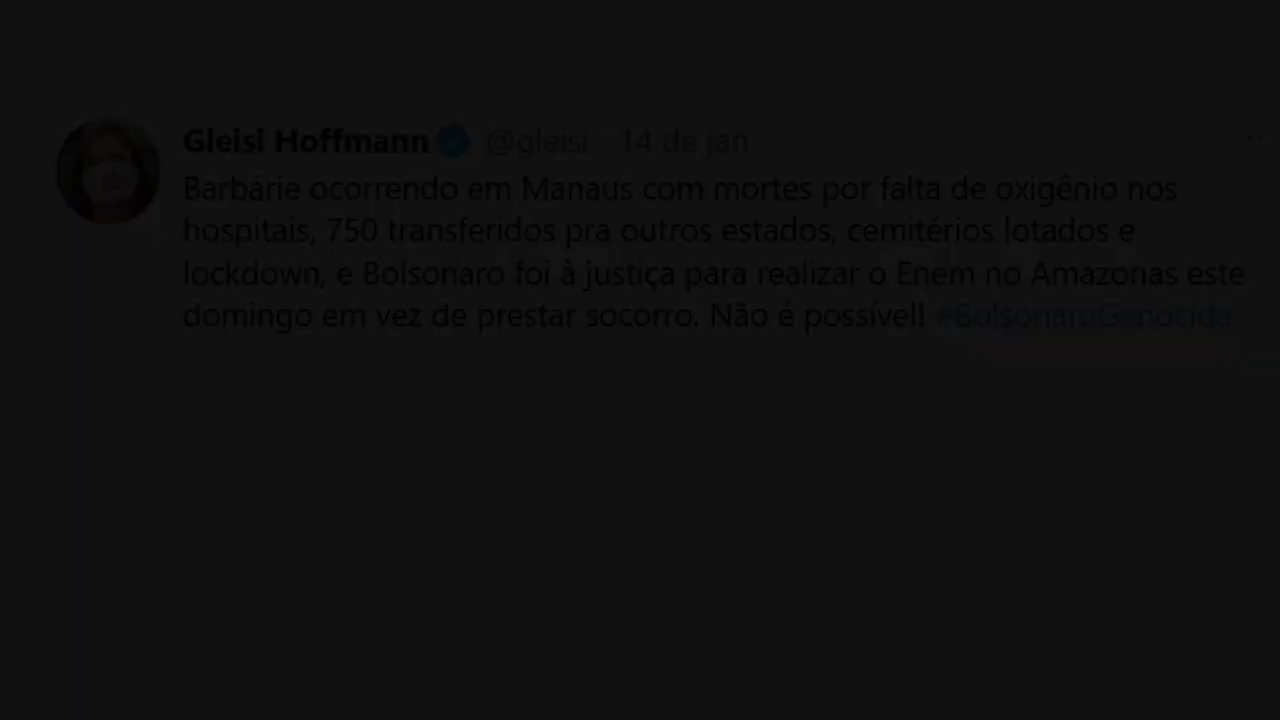 Gleisi Hoffmann @gleisi · 14 de jan
Barbárie ocorrendo em Manaus com mortes por falta de oxigênio nos
hospitais, 750 transferidos pra outros estados, cemitérios lotados e
lockdown, e Bolsonaro foi à justiça para realizar o Enem no Amazonas este
domingo em vez de prestar socorro. Não é possível! #BolsonaroGenocida